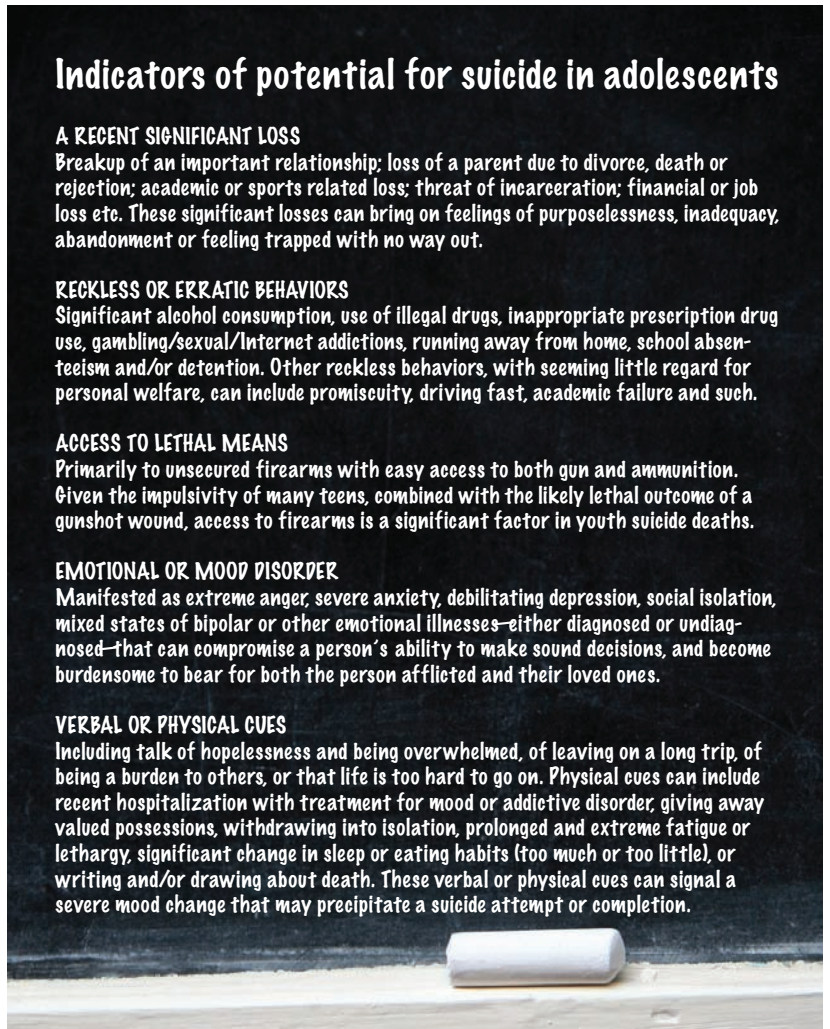 Indicators of potential for suicide in adolescents
A RECENT SIGNIFICANT LOSS
Breakup of an important relationship; loss of a parent due to divorce, death or
rejection; academic or sports related loss; threat of incarceration; financial or job
loss etc. These significant losses can bring on feelings of purposelessness, inadequacy,
abandonment or feeling trapped with no way out.
RECKLESS OR ERRATIC BEHAVIORS
Significant alcohol consumption, use of illegal drugs, inappropriate prescription drug
use, gambling/sexual/Internet addictions, running away from home, school absen-
teeism and/or detention. Other reckless behaviors, with seeming little regard for
personal welfare, can include promiscuity, driving fast, academic failure and such.
ACCESS TO LETHAL MEANS
Primarily to unsecured firearms with easy access to both gun and ammunition.
Given the impulsivity of many teens, combined with the likely lethal outcome of a
gunshot wound, access to firearms is a significant factor in youth suicide deaths.
EMOTIONAL OR MOOD DISORDER
Manifested as extreme anger, severe anxiety, debilitating depression, social isolation,
mixed states of bipolar or other emotional illnesses—either diagnosed or undiag-
nosed—that can compromise a person's ability to make sound decisions, and become
burdensome to bear for both the person afflicted and their loved ones.
VERBAL OR PHYSICAL CUES
Including talk of hopelessness and being overwhelmed, of leaving on a long trip, of
being a burden to others, or that life is too hard to go on. Physical cues can include
recent hospitalization with treatment for mood or addictive disorder, giving away
valued possessions, withdrawing into isolation, prolonged and extreme fatigue or
lethargy, significant change in sleep or eating habits (too much or too little), or
writing and/or drawing about death. These verbal or physical cues can signal a
severe mood change that may precipitate a suicide attempt or completion.